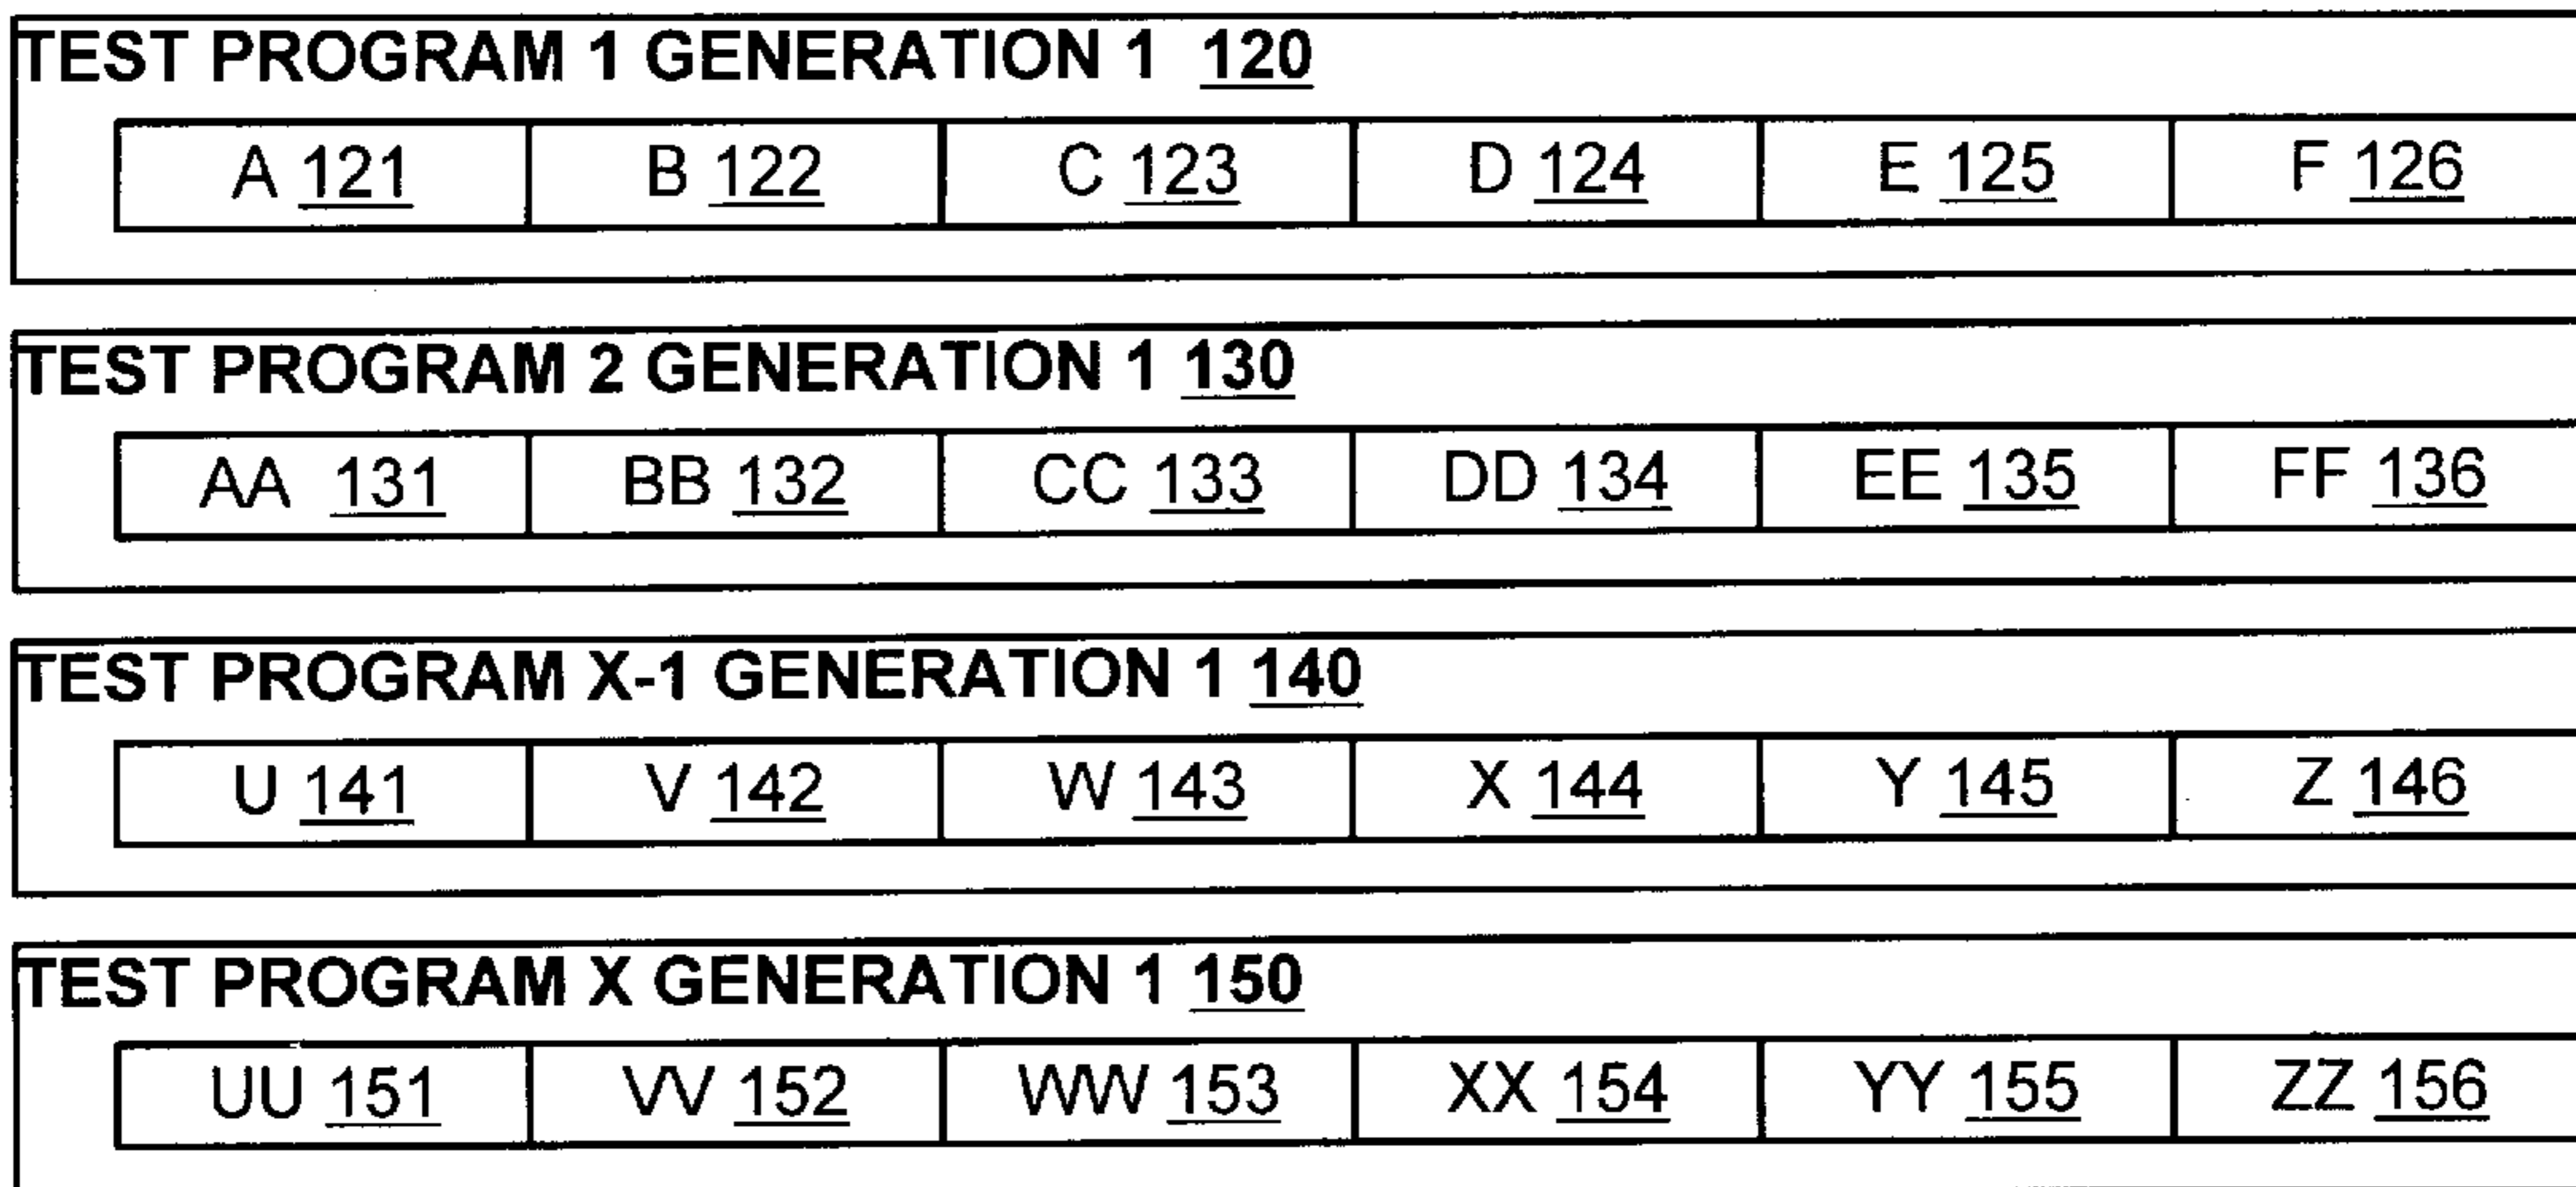 TEST PROGRAM 1 GENERATION 1 120
A 121 B 122 C 123 D 124 E 125 F 126
TEST PROGRAM 2 GENERATION 1 130
AA 131 BB 132 CC 133 DD 134 EE 135 FF 136
TEST PROGRAM X-1 GENERATION 1 140
U 141 V 142 W 143 X 144 Y 145 Z 146
TEST PROGRAM X GENERATION 1 150
UU 151 VV 152 WW 153 XX 154 YY 155 ZZ 156